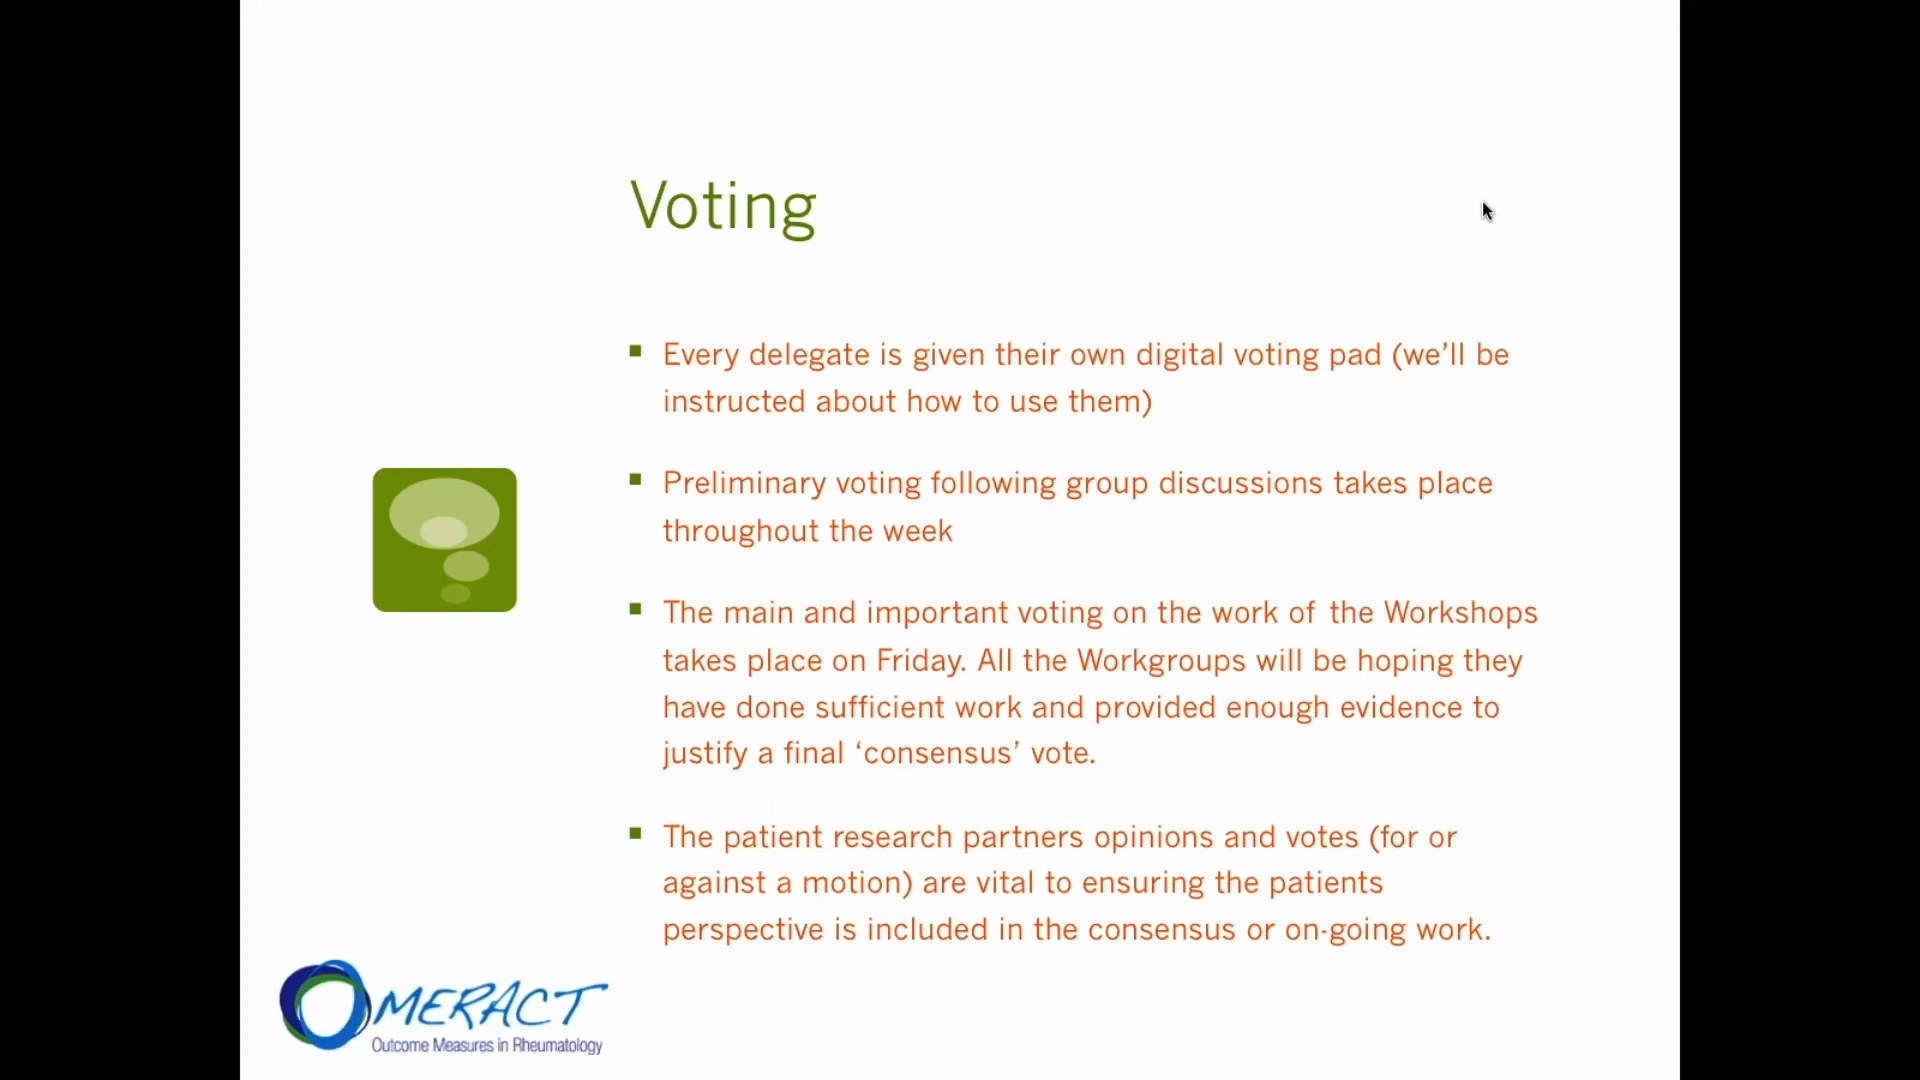 Voting
▪ Every delegate is given their own digital voting pad (we’ll be
instructed about how to use them)
▪ Preliminary voting following group discussions takes place
throughout the week
▪ The main and important voting on the work of the Workshops
takes place on Friday. All the Workgroups will be hoping they
have done sufficient work and provided enough evidence to
justify a final ‘consensus’ vote.
▪ The patient research partners opinions and votes (for or
against a motion) are vital to ensuring the patients
perspective is included in the consensus or on-going work.
OMERACT
Outcome Measures in Rheumatology